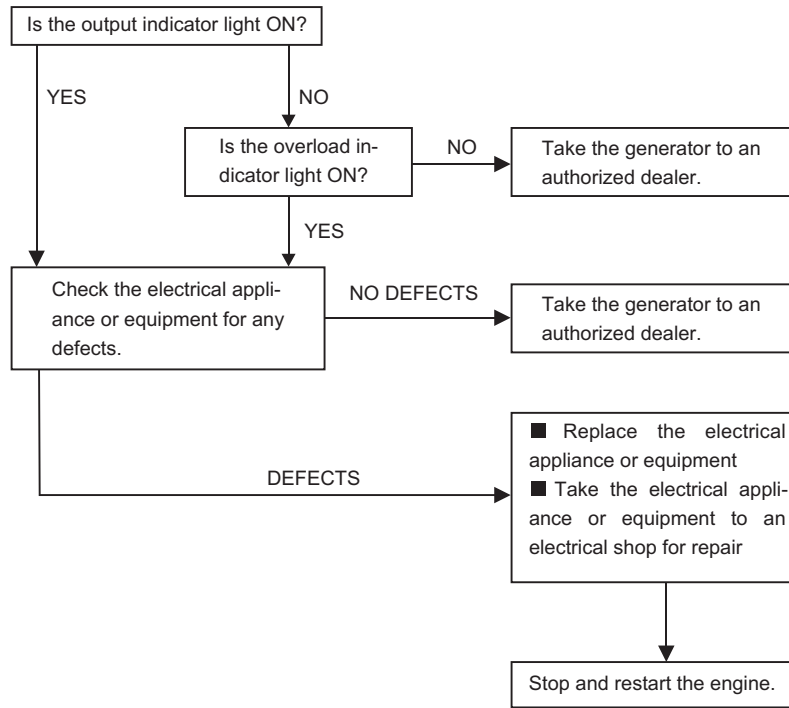 Is the output indicator light ON?
YES
NO
Is the overload in-
dicator light ON?
NO
Take the generator to an
authorized dealer.
YES
Check the electrical appli-
ance or equipment for any
defects.
NO DEFECTS
Take the generator to an
authorized dealer.
DEFECTS
■ Replace the electrical
appliance or equipment
■ Take the electrical appli-
ance or equipment to an
electrical shop for repair
Stop and restart the engine.